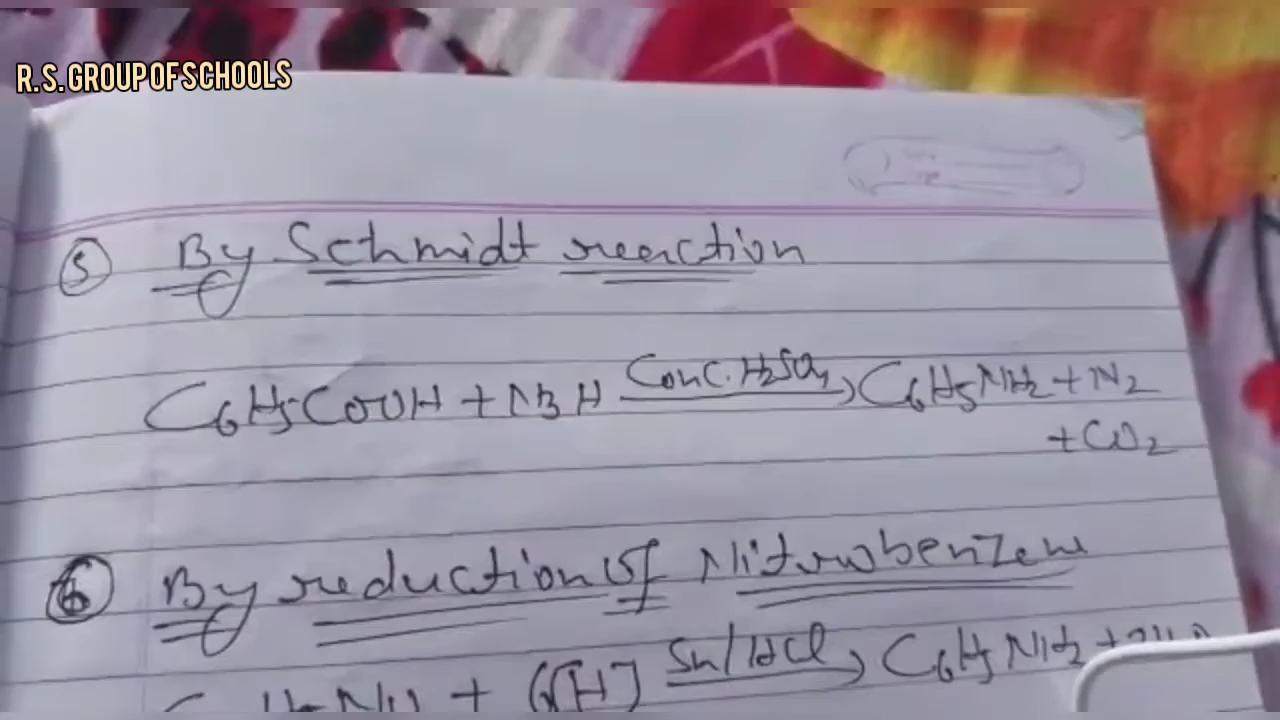 R.S. GROUP OF SCHOOLS
5 By Schmidt reaction
C6H5COOH + N3H Conc. H2SO4 → C6H5NH2 + N2
+ CO2
6 By reduction of Nitrobenzene
+ 6[H] Sn/HCl → C6H5NH2 +